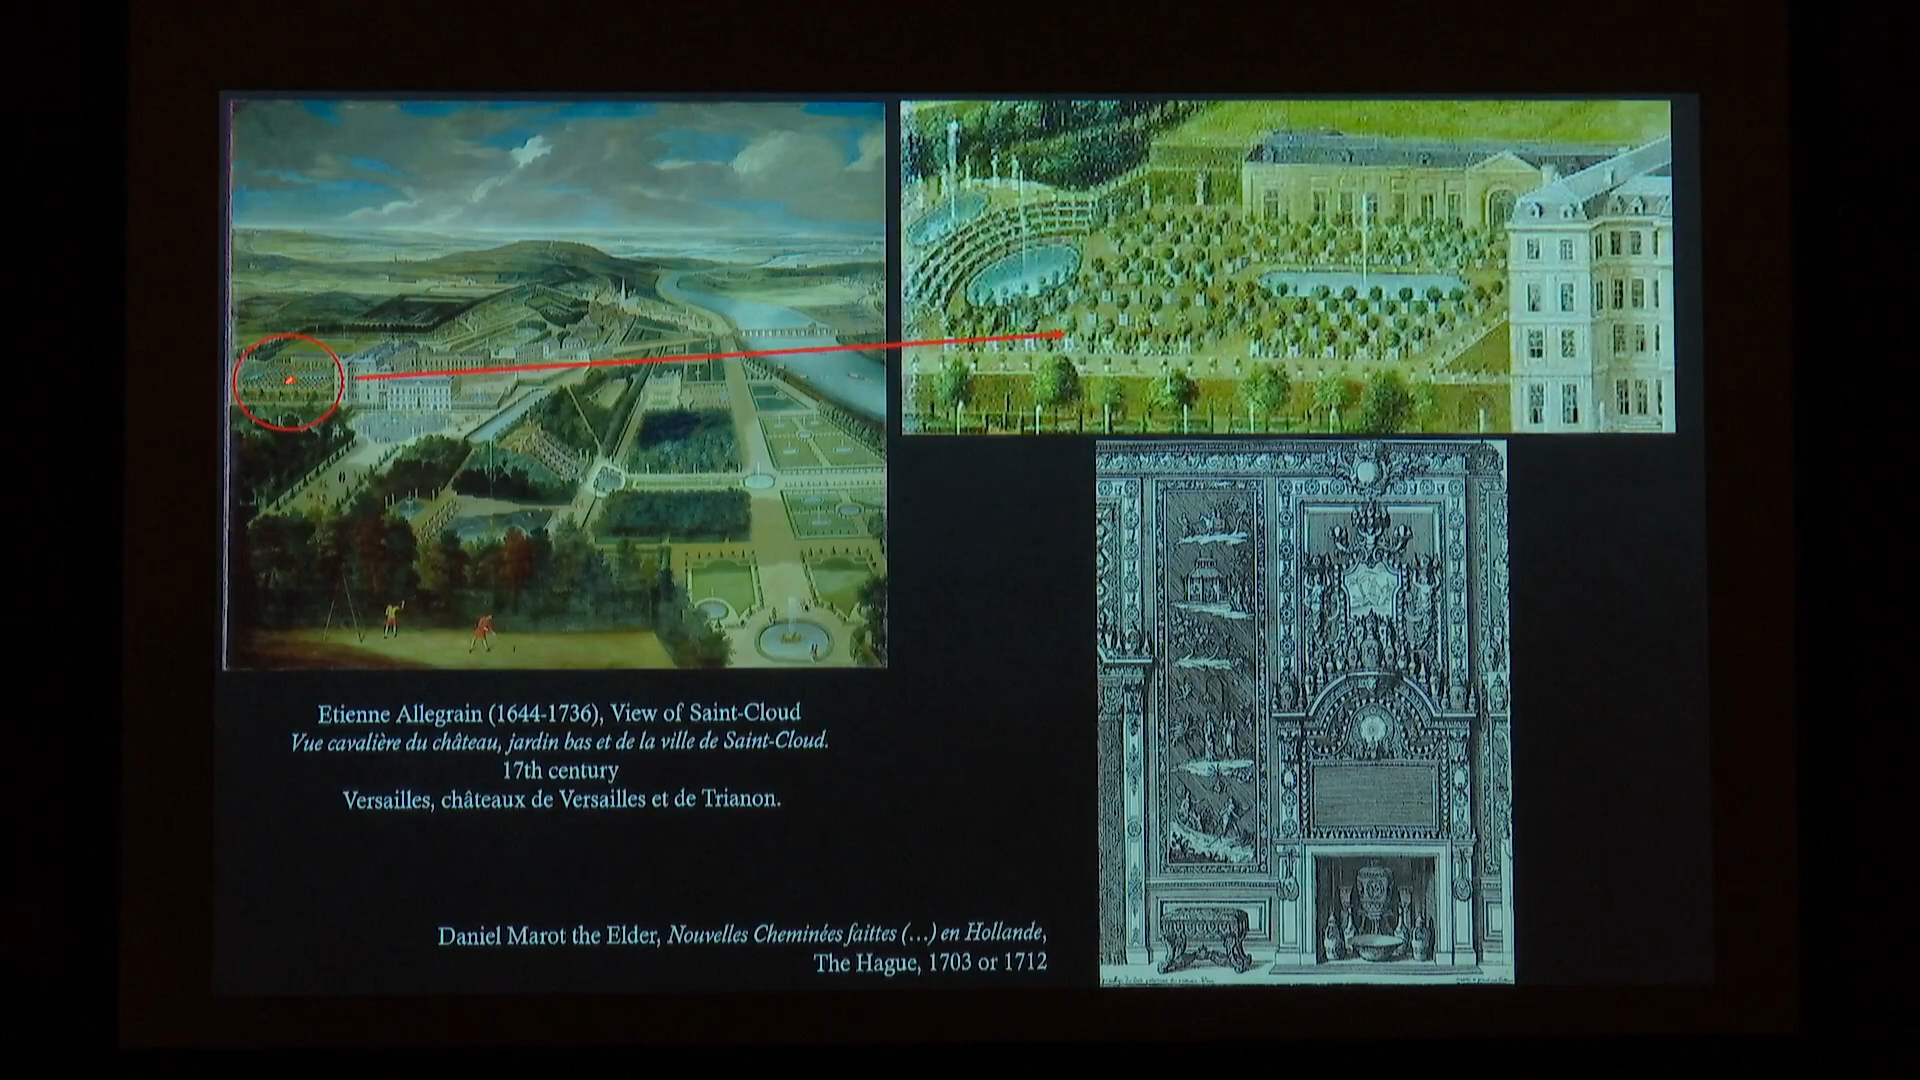 Etienne Allegrain (1644-1736), View of Saint-Cloud
Vue cavalière du château, jardin bas et de la ville de Saint-Cloud.
17th century
Versailles, châteaux de Versailles et de Trianon.
Daniel Marot the Elder, Nouvelles Cheminées faittes (...) en Hollande,
The Hague, 1703 or 1712